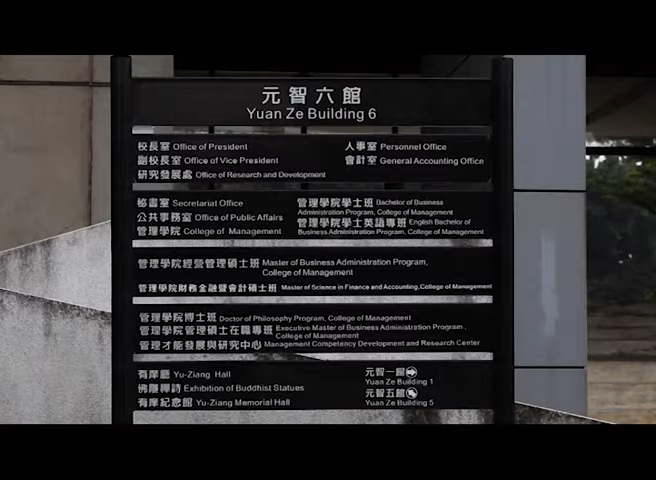 元智六館
Yuan Ze Building 6
校長室 Office of President
人事室 Personnel Office
副校長室 Office of Vice President
會計室 General Accounting Office
研究發展處 Office of Research and Development
秘書室 Secretariat Office
公共事務室 Office of Public Affairs
管理學院 College of Management
管理學院學士班 Bachelor of Business
Administration Program, College of Management
管理學院學士英語專班 English Bachelor of
Business Administration Program, College of Management
管理學院經營管理碩士班 Master of Business Administration Program,
College of Management
管理學院財務金融暨會計碩士班 Master of Science in Finance and Accounting,College of Management
管理學院博士班 Doctor of Philosophy Program, College of Management
管理學院管理碩士在職專班 Executive Master of Business Administration Program,
College of Management
管理才能發展與研究中心 Management Competency Development and Research Center
有庠廳 Yu-Ziang Hall
佛雕禪詩 Exhibition of Buddhist Statues
有庠紀念館 Yu-Ziang Memorial Hall
元智一館
Yuan Ze Building 1
元智五館
Yuan Ze Building 5